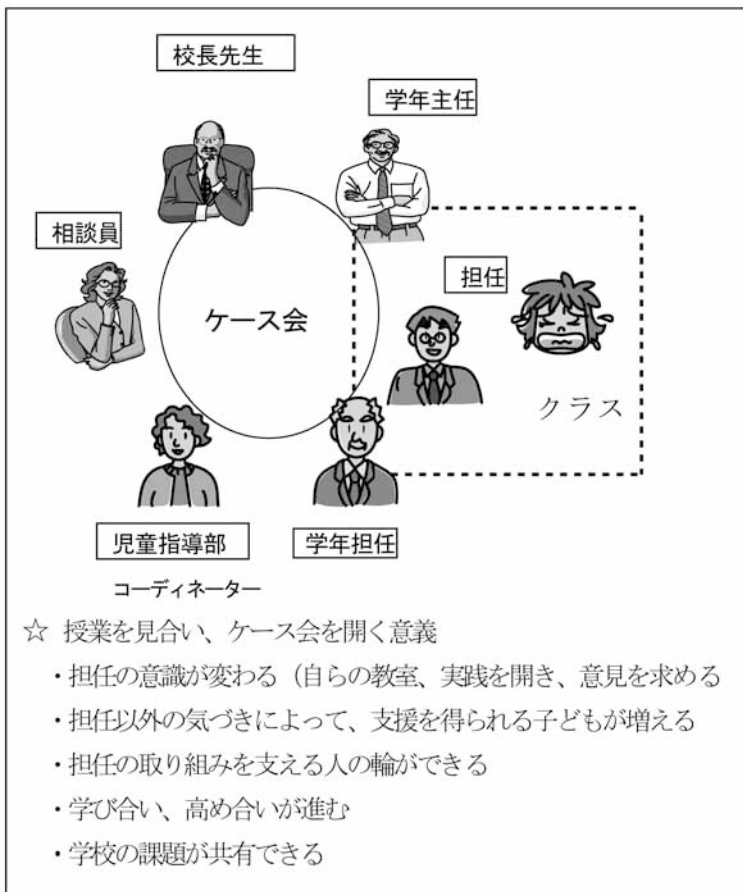 校長先生
学年主任
相談員
担任
ケース会
クラス
児童指導部
学年担任
コーディネーター
☆ 授業を見合い、ケース会を開く意義
・担任の意識が変わる（自らの教室、実践を開き、意見を求める
・担任以外の気づきによって、支援を得られる子どもが増える
・担任の取り組みを支える人の輪ができる
・学び合い、高め合いが進む
・学校の課題が共有できる